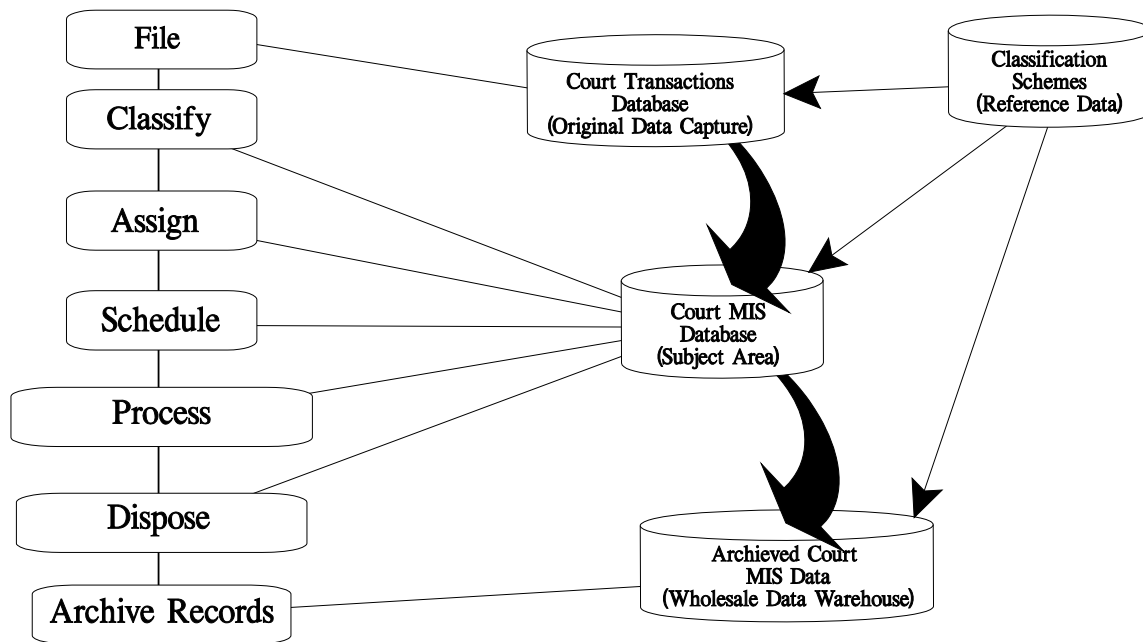 File
Classify
Assign
Schedule
Process
Dispose
Archive Records
Court Transactions
Database
(Original Data Capture)
Classification
Schemes
(Reference Data)
Court MIS
Database
(Subject Area)
Archieved Court
MIS Data
(Wholesale Data Warehouse)